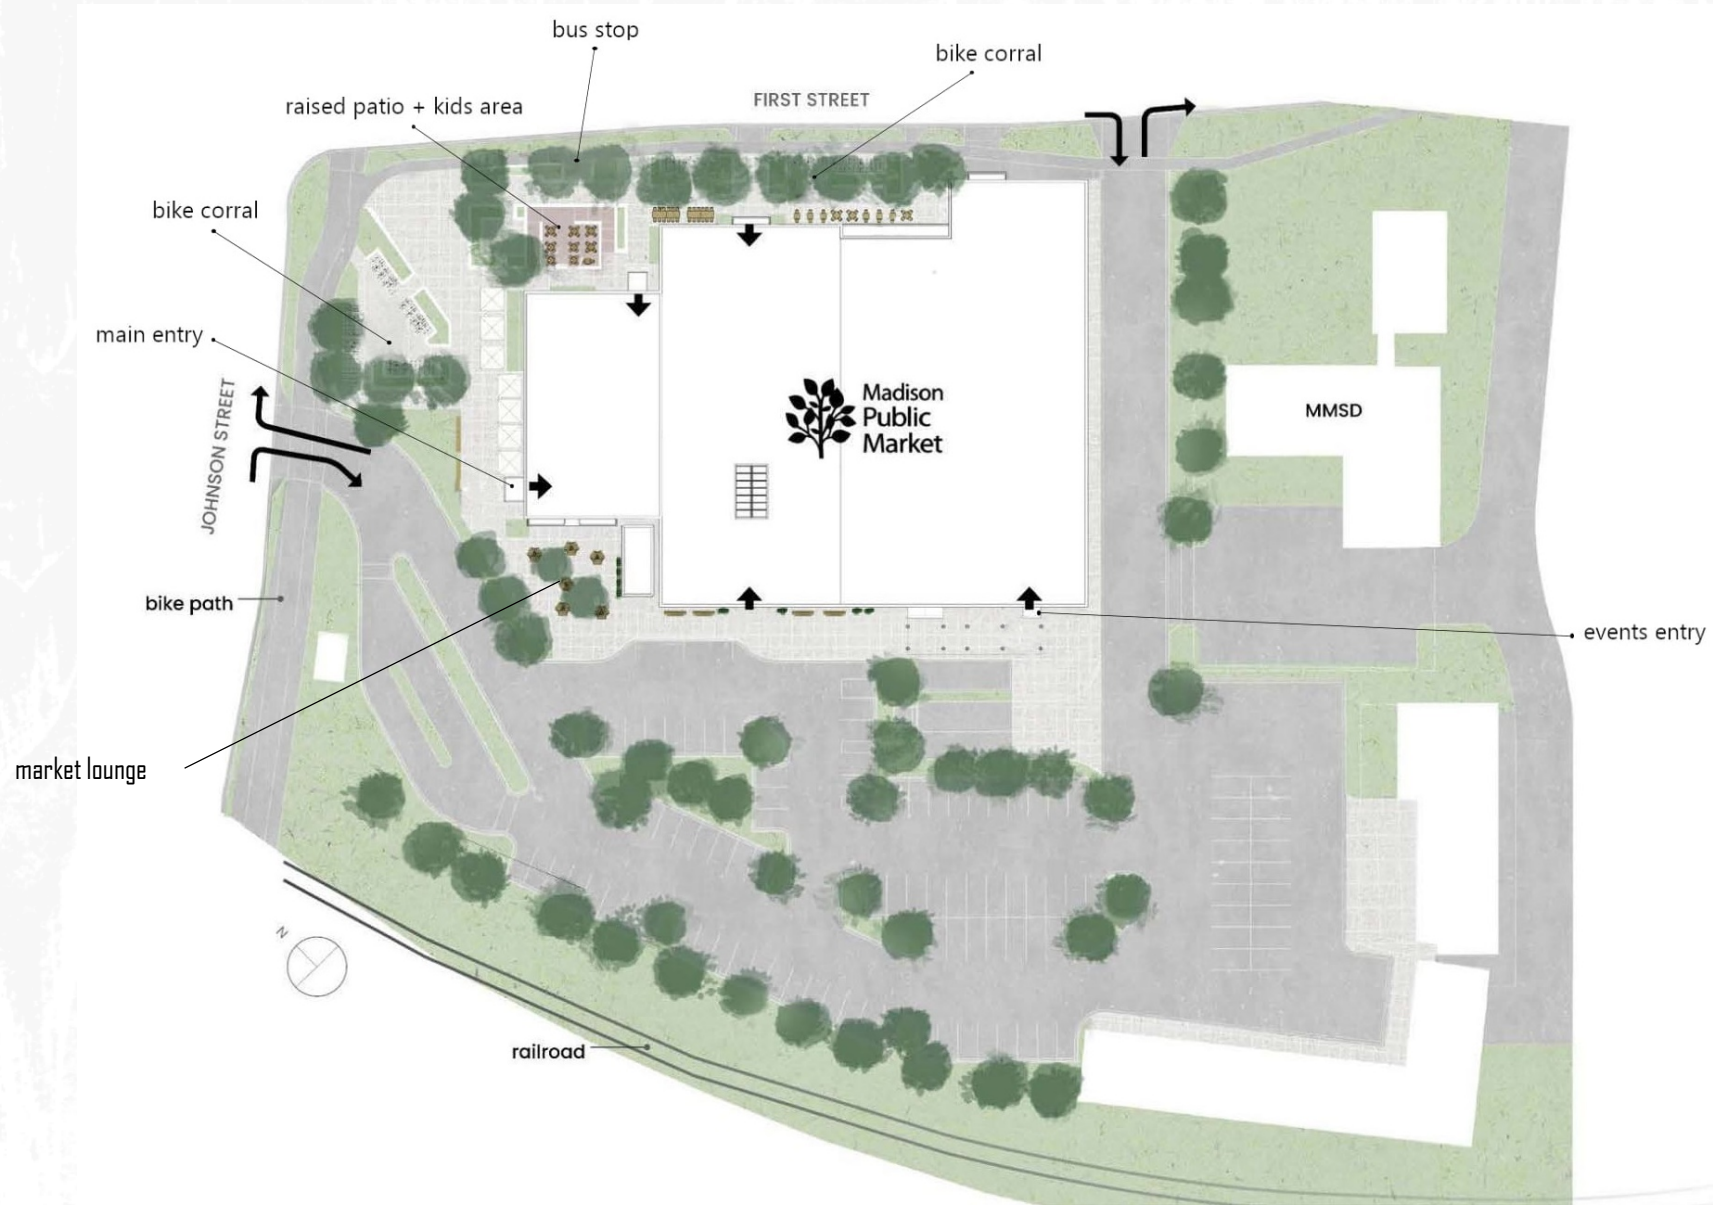 bus stop
bike corral
FIRST STREET
raised patio + kids area
bike corral
main entry
JOHNSON STREET
Madison
Public
Market
MMSD
bike path
events entry
market lounge
N
railroad